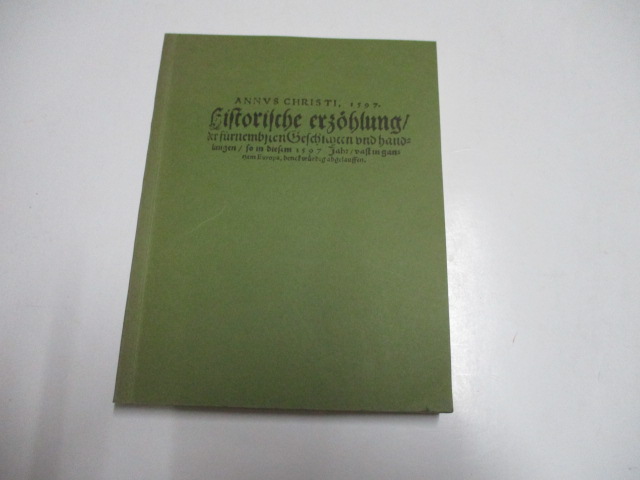 ANNVS CHRISTI, 1597.
Historische erzöhlung/
der fürnembsten Geschichten vnd hand-
lungen/ so in diesem 1597 Jahr/ vast in gan-
tzem Europa, denckwürdig abgelauffen.